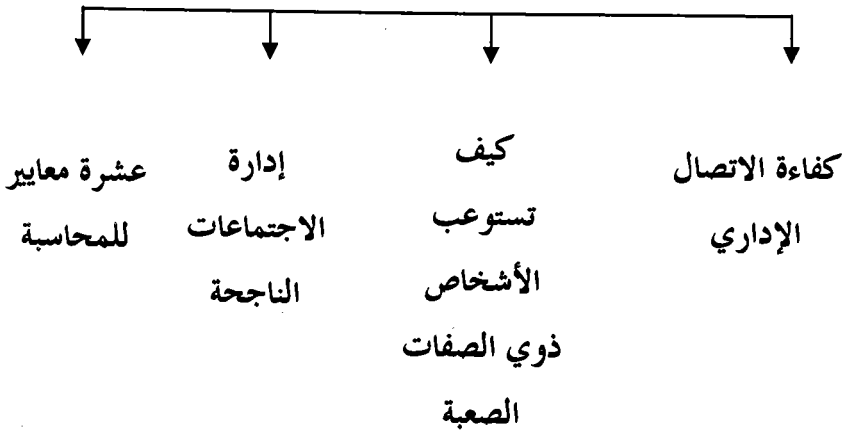 كفاءة الاتصال
الإداري
كيف
تستوعب
الأشخاص
ذوي الصفات
الصعبة
إدارة
الاجتماعات
الناجحة
عشرة معايير
للمحاسبة